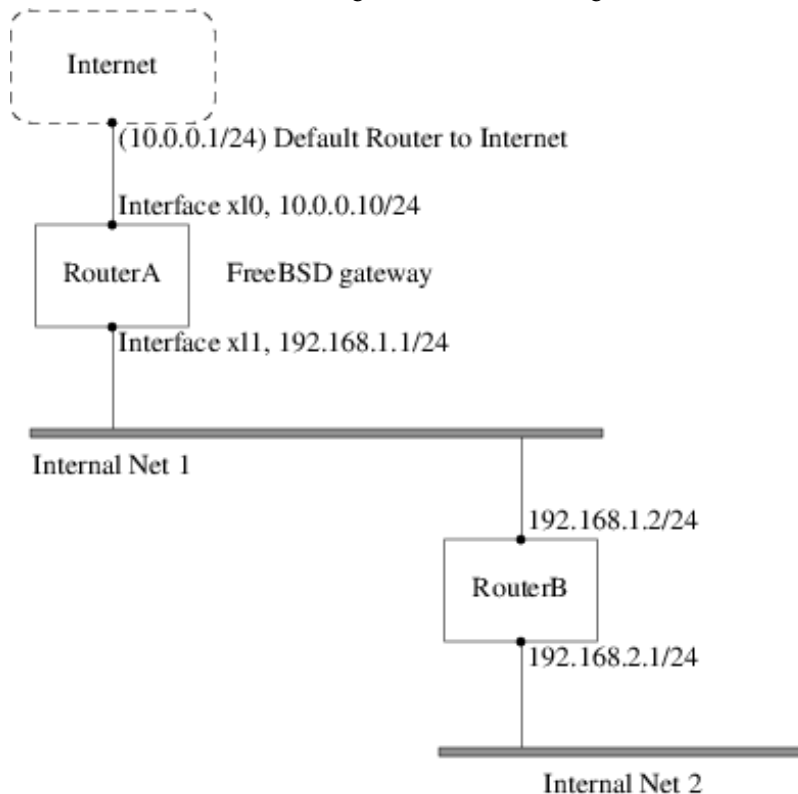 Internet
(10.0.0.1/24) Default Router to Internet
Interface xl0, 10.0.0.10/24
RouterA
FreeBSD gateway
Interface xl1, 192.168.1.1/24
Internal Net 1
192.168.1.2/24
RouterB
192.168.2.1/24
Internal Net 2